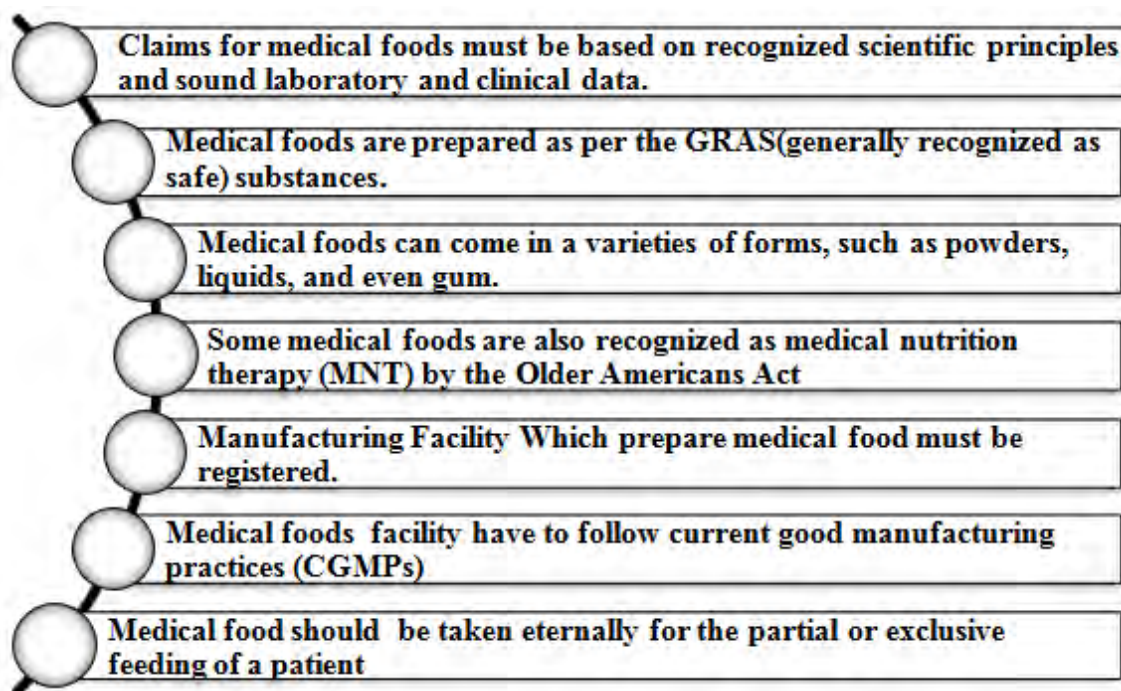 Claims for medical foods must be based on recognized scientific principles
and sound laboratory and clinical data.
Medical foods are prepared as per the GRAS(generally recognized as
safe) substances.
Medical foods can come in a varieties of forms, such as powders,
liquids, and even gum.
Some medical foods are also recognized as medical nutrition
therapy (MNT) by the Older Americans Act
Manufacturing Facility Which prepare medical food must be
registered.
Medical foods facility have to follow current good manufacturing
practices (CGMPs)
Medical food should be taken eternally for the partial or exclusive
feeding of a patient